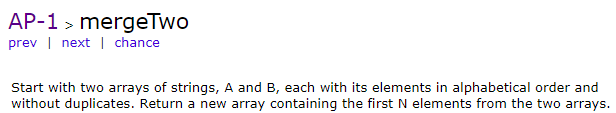 AP-1 > mergeTwo
prev | next | chance
Start with two arrays of strings, A and B, each with its elements in alphabetical order and
without duplicates. Return a new array containing the first N elements from the two arrays.